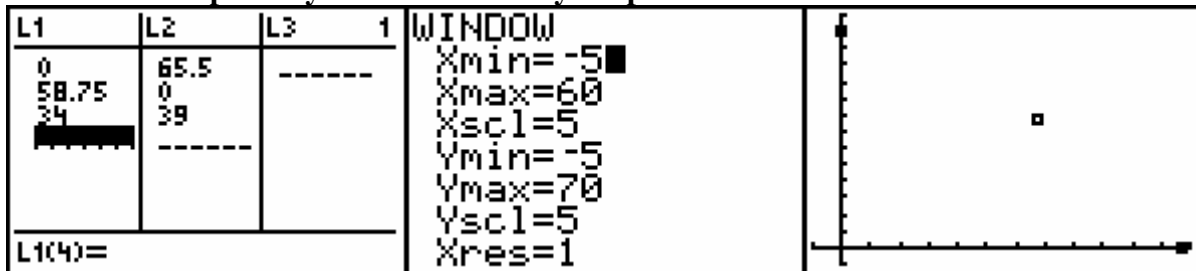 L1 L2 L3 1
0 65.5 ------
58.75 0
34 39
------
L1(4)=
WINDOW
Xmin=-5
Xmax=60
Xscl=5
Ymin=-5
Ymax=70
Yscl=5
Xres=1